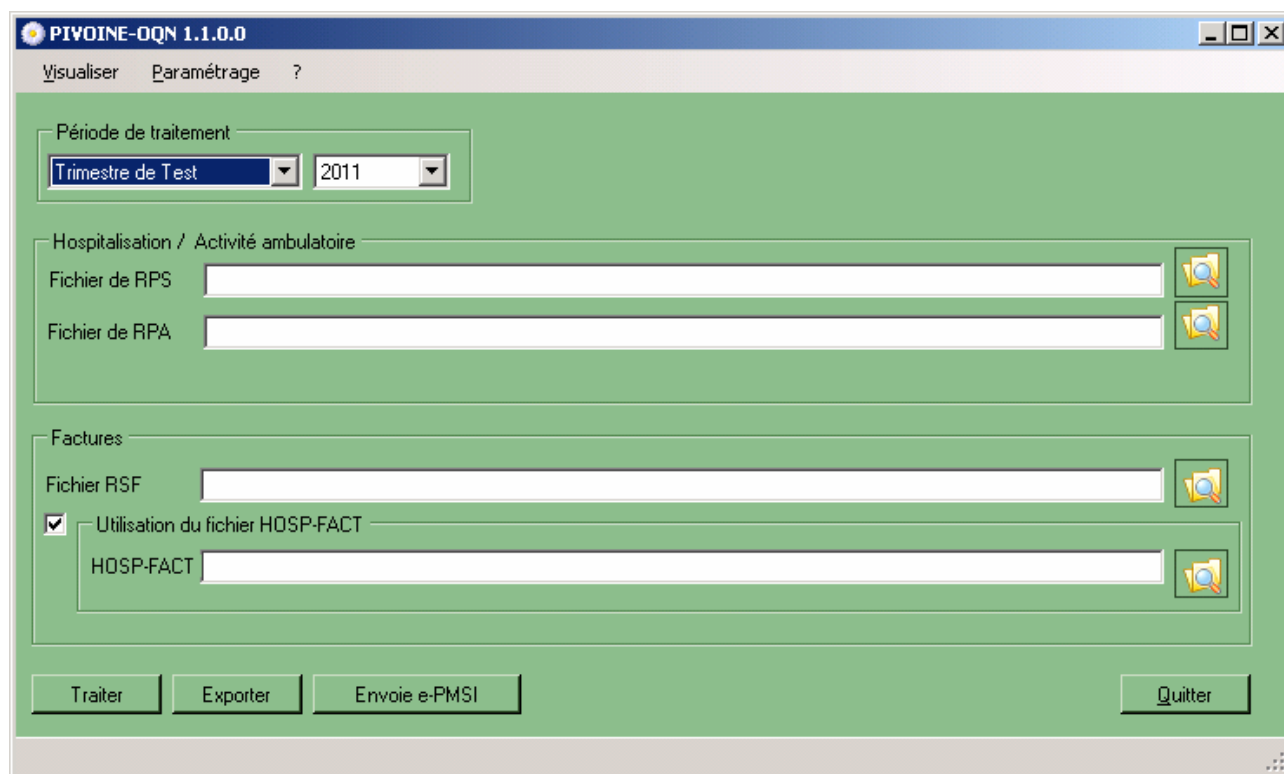 PIVOINE-OQN 1.1.0.0
Visualiser Paramétrage ?
Période de traitement
Trimestre de Test 2011
Hospitalisation / Activité ambulatoire
Fichier de RPS
Fichier de RPA
Factures
Fichier RSF
Utilisation du fichier HOSP-FACT
HOSP-FACT
Traiter Exporter Envoie e-PMSI Quitter